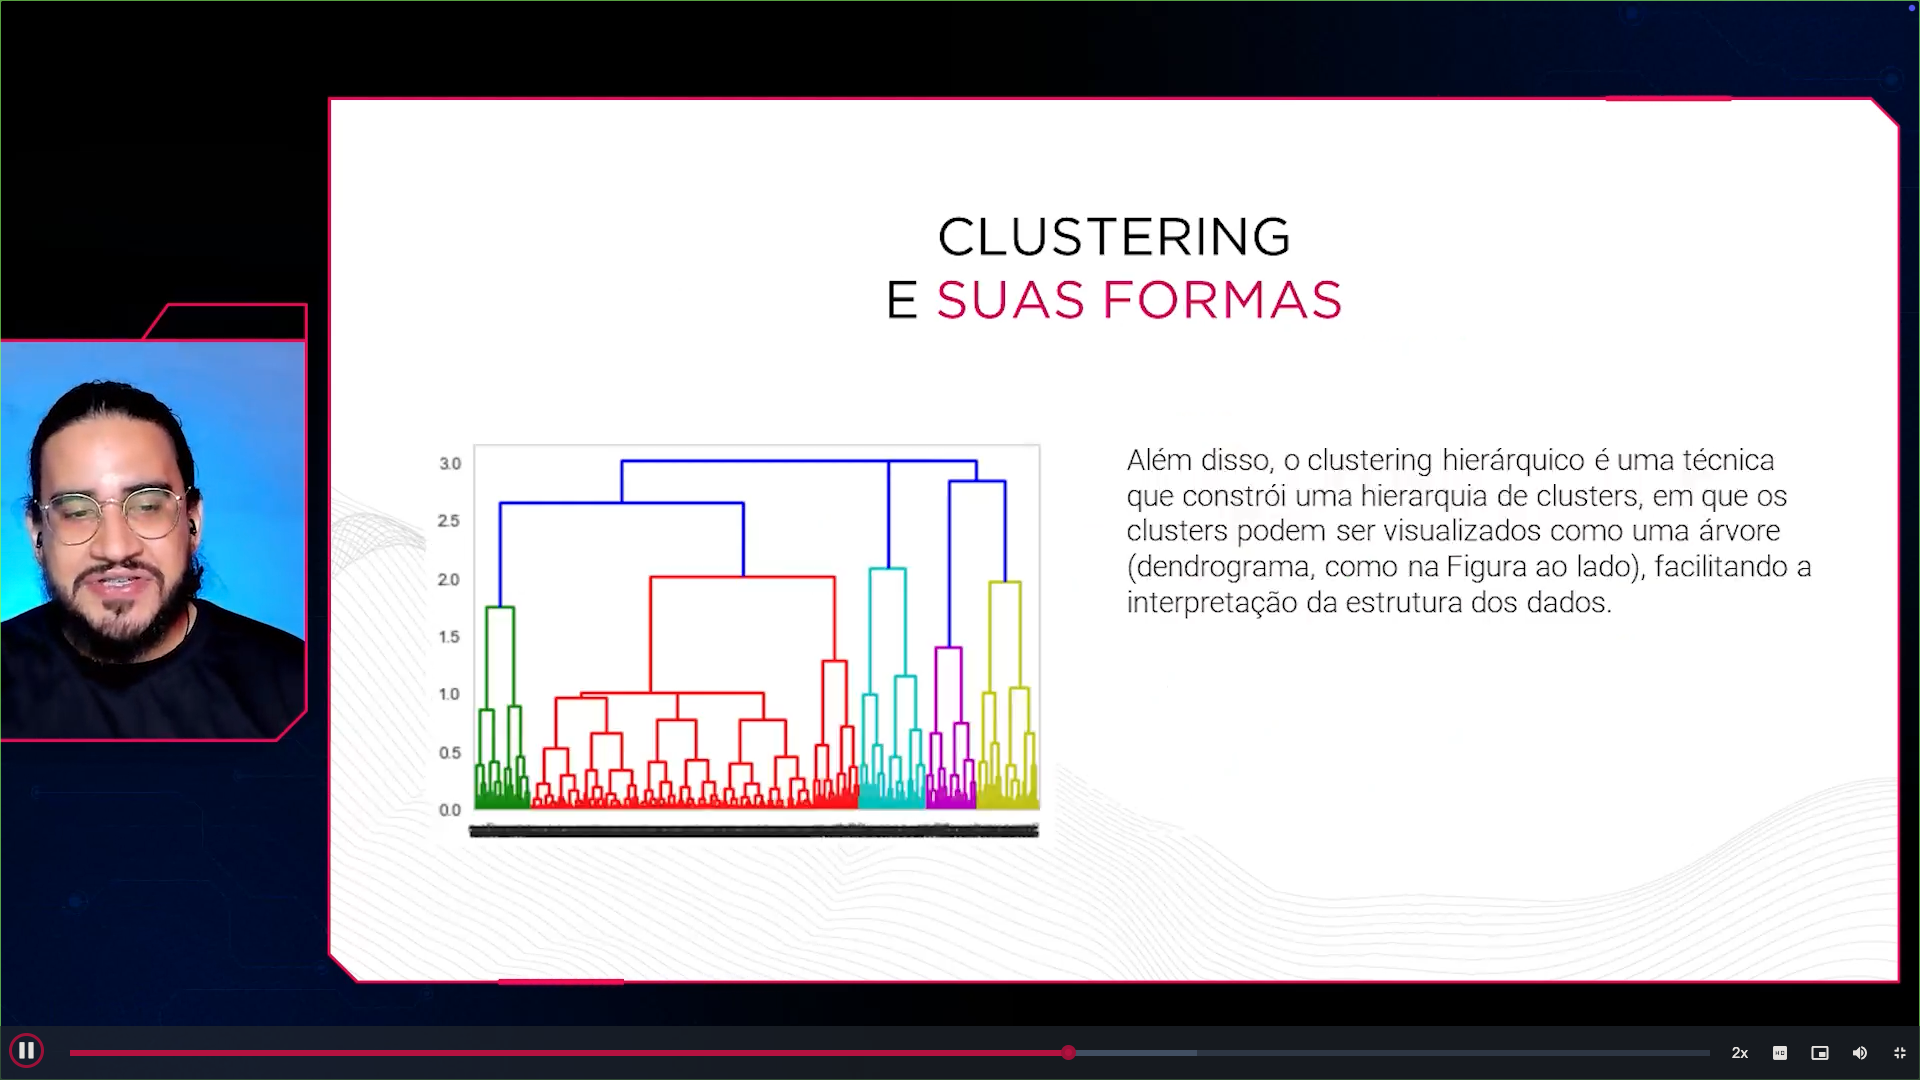 CLUSTERING
E SUAS FORMAS
3.0
2.5
2.0
1.5
1.0
0.5
0.0
Além disso, o clustering hierárquico é uma técnica
que constrói uma hierarquia de clusters, em que os
clusters podem ser visualizados como uma árvore
(dendrograma, como na Figura ao lado), facilitando a
interpretação da estrutura dos dados.
2x
HD